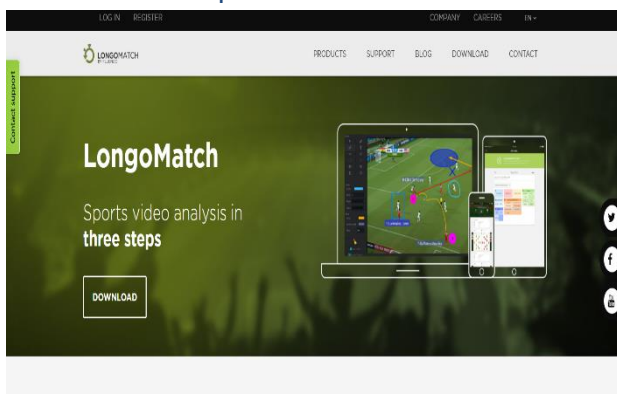 LOG IN REGISTER COMPANY CAREERS EN
LONGOMATCH
PRODUCTS SUPPORT BLOG DOWNLOAD CONTACT
Contact support
LongoMatch
Sports video analysis in
three steps
DOWNLOAD